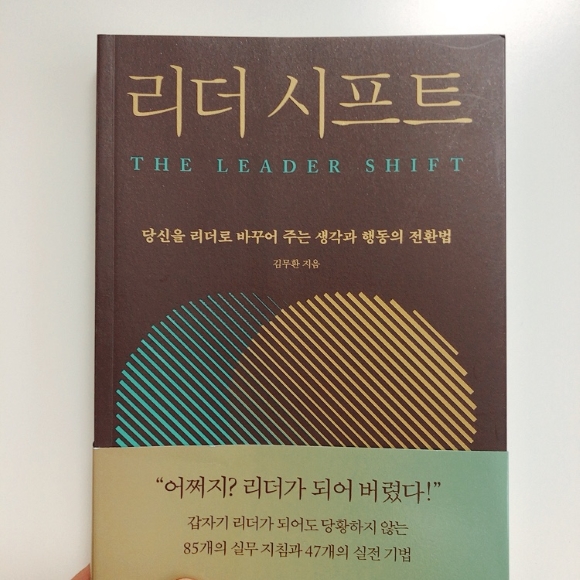 리더 시프트
THE LEADER SHIFT
당신을 리더로 바꾸어 주는 생각과 행동의 전환법
김무환 지음
“어쩌지? 리더가 되어 버렸다!”
갑자기 리더가 되어도 당황하지 않는
85개의 실무 지침과 47개의 실전 기법